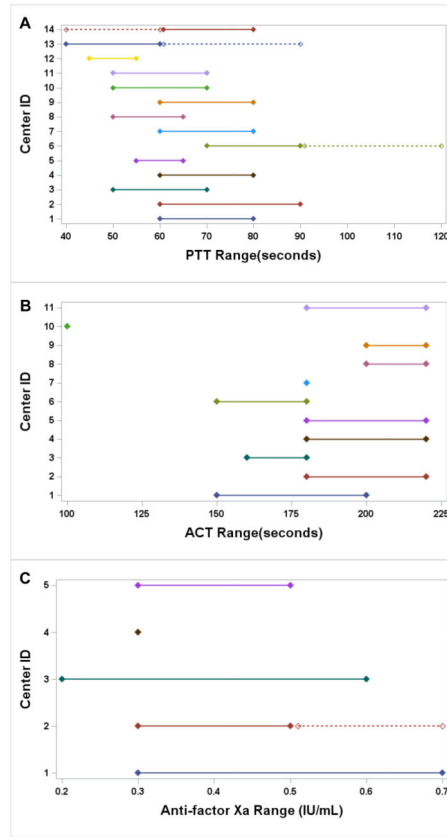 A
14
13
12
11
10
9
8
7
6
5
4
3
2
1
Center ID
40 50 60 70 80 90 100 110 120
PTT Range(seconds)
B
11
10
9
8
7
6
5
4
3
2
1
Center ID
100 125 150 175 200 225
ACT Range(seconds)
C
5
4
3
2
1
Center ID
0.2 0.3 0.4 0.5 0.6 0.7
Anti-factor Xa Range (IU/mL)